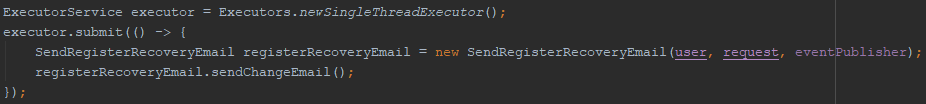 ExecutorService executor = Executors.newSingleThreadExecutor();
executor.submit(() -> {
    SendRegisterRecoveryEmail registerRecoveryEmail = new SendRegisterRecoveryEmail(user, request, eventPublisher);
    registerRecoveryEmail.sendChangeEmail();
});